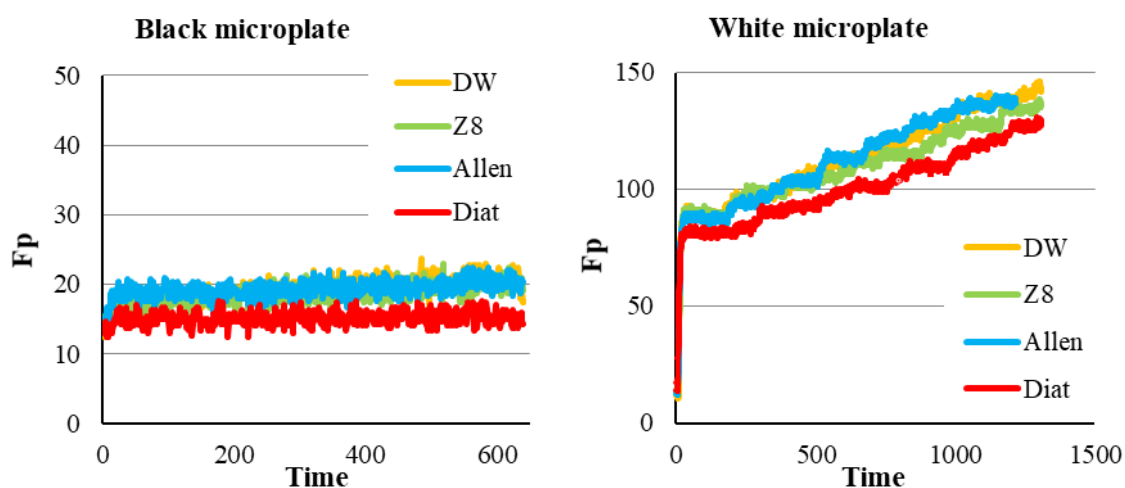 Black microplate
50
40
30
20
10
0
Fp
0
200
400
600
Time
DW
Z8
Allen
Diat
White microplate
150
100
50
0
Fp
0
500
1000
1500
Time
DW
Z8
Allen
Diat